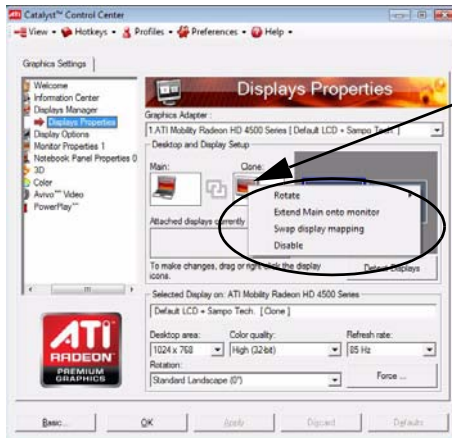 Catalyst™ Control Center
View Hotkeys Profiles Preferences Help
Graphics Settings
Welcome
Information Center
Displays Manager
Displays Properties
Display Options
Monitor Properties 1
Notebook Panel Properties 0
3D
Color
Avivo™ Video
PowerPlay™
Displays Properties
Graphics Adapter
1.ATI Mobility Radeon HD 4500 Series [ Default LCD + Sampo Tech. ]
Desktop and Display Setup
Main: Clone:
Rotate
Extend Main onto monitor
Swap display mapping
Disable
Attached displays currently
To make changes, drag or right click the display
icons.
Detect Displays
Selected Display on: ATI Mobility Radeon HD 4500 Series
Default LCD + Sampo Tech. [Clone ]
Desktop area: Color quality: Refresh rate:
1024 x 768 High (32-bit) 85 Hz
Rotation:
Standard Landscape (0°) Force ...
ATI
RADEON
PREMIUM
GRAPHICS
Basic... OK Apply Discard Defaults